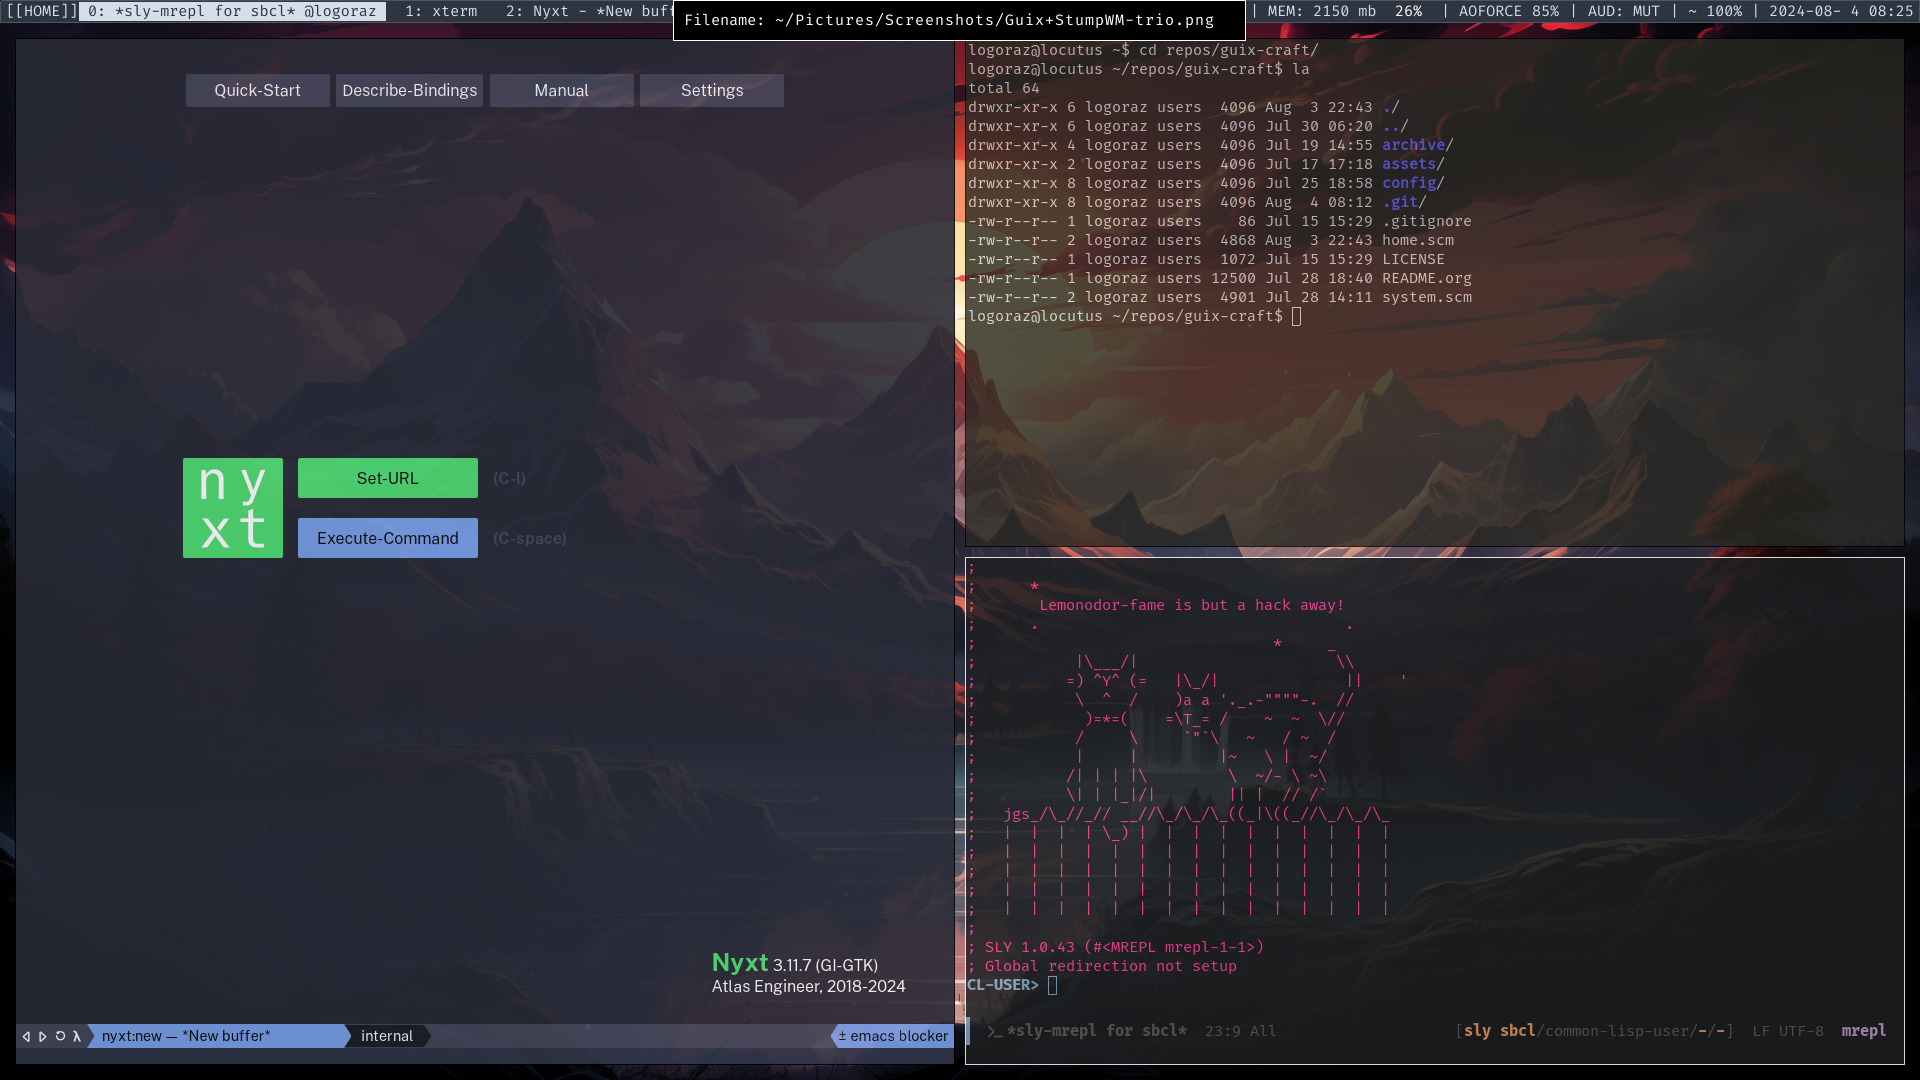 [[HOME]] 0: *sly-mrepl for sbcl* @logoraz   1: xterm   2: Nyxt - *New buff
Filename: ~/Pictures/Screenshots/Guix+StumpWM-trio.png
| MEM: 2150 mb  26%  | AOFORCE 85% | AUD: MUT | ~ 100% | 2024-08- 4 08:25
Quick-Start Describe-Bindings Manual Settings
n y
x t
Set-URL (C-l)
Execute-Command (C-space)
Nyxt 3.11.7 (GI-GTK)
Atlas Engineer, 2018-2024
λ nyxt:new — *New buffer* internal ± emacs blocker
logoraz@locutus ~$ cd repos/guix-craft/
logoraz@locutus ~/repos/guix-craft$ la
total 64
drwxr-xr-x 6 logoraz users  4096 Aug  3 22:43 ./
drwxr-xr-x 6 logoraz users  4096 Jul 30 06:20 ../
drwxr-xr-x 4 logoraz users  4096 Jul 19 14:55 archive/
drwxr-xr-x 2 logoraz users  4096 Jul 17 17:18 assets/
drwxr-xr-x 8 logoraz users  4096 Jul 25 18:58 config/
drwxr-xr-x 8 logoraz users  4096 Aug  4 08:12 .git/
-rw-r--r-- 1 logoraz users    86 Jul 15 15:29 .gitignore
-rw-r--r-- 2 logoraz users  4868 Aug  3 22:43 home.scm
-rw-r--r-- 1 logoraz users  1072 Jul 15 15:29 LICENSE
-rw-r--r-- 1 logoraz users 12500 Jul 28 18:40 README.org
-rw-r--r-- 2 logoraz users  4901 Jul 28 14:11 system.scm
logoraz@locutus ~/repos/guix-craft$
;
;      *
;       Lemonodor-fame is but a hack away!
;      .                                  .
;                                 *     _
;           |\___/|                      \\
;          =) ^Y^ (=   |\_/|              ||    '
;           \  ^  /    )a a '._.-""""-.  //
;            )=*=(    =\T_= /    ~  ~  \//
;           /     \     `"`\   ~   / ~  /
;           |     |         |~   \ |  ~/
;          /| | | |\         \  ~/- \ ~\
;          \| | |_|/|        || |  // /`
;   jgs_/\_//_// __//\_/\_/\_((_|\((_//\_/\_/\_
;   |  |  |  | \_) |  |  |  |  |  |  |  |  |  |
;   |  |  |  |  |  |  |  |  |  |  |  |  |  |  |
;   |  |  |  |  |  |  |  |  |  |  |  |  |  |  |
;   |  |  |  |  |  |  |  |  |  |  |  |  |  |  |
;   |  |  |  |  |  |  |  |  |  |  |  |  |  |  |
;
; SLY 1.0.43 (#<MREPL mrepl-1-1>)
; Global redirection not setup
CL-USER>
>_ *sly-mrepl for sbcl*  23:9 All [sly sbcl/common-lisp-user/-/-]  LF UTF-8  mrepl